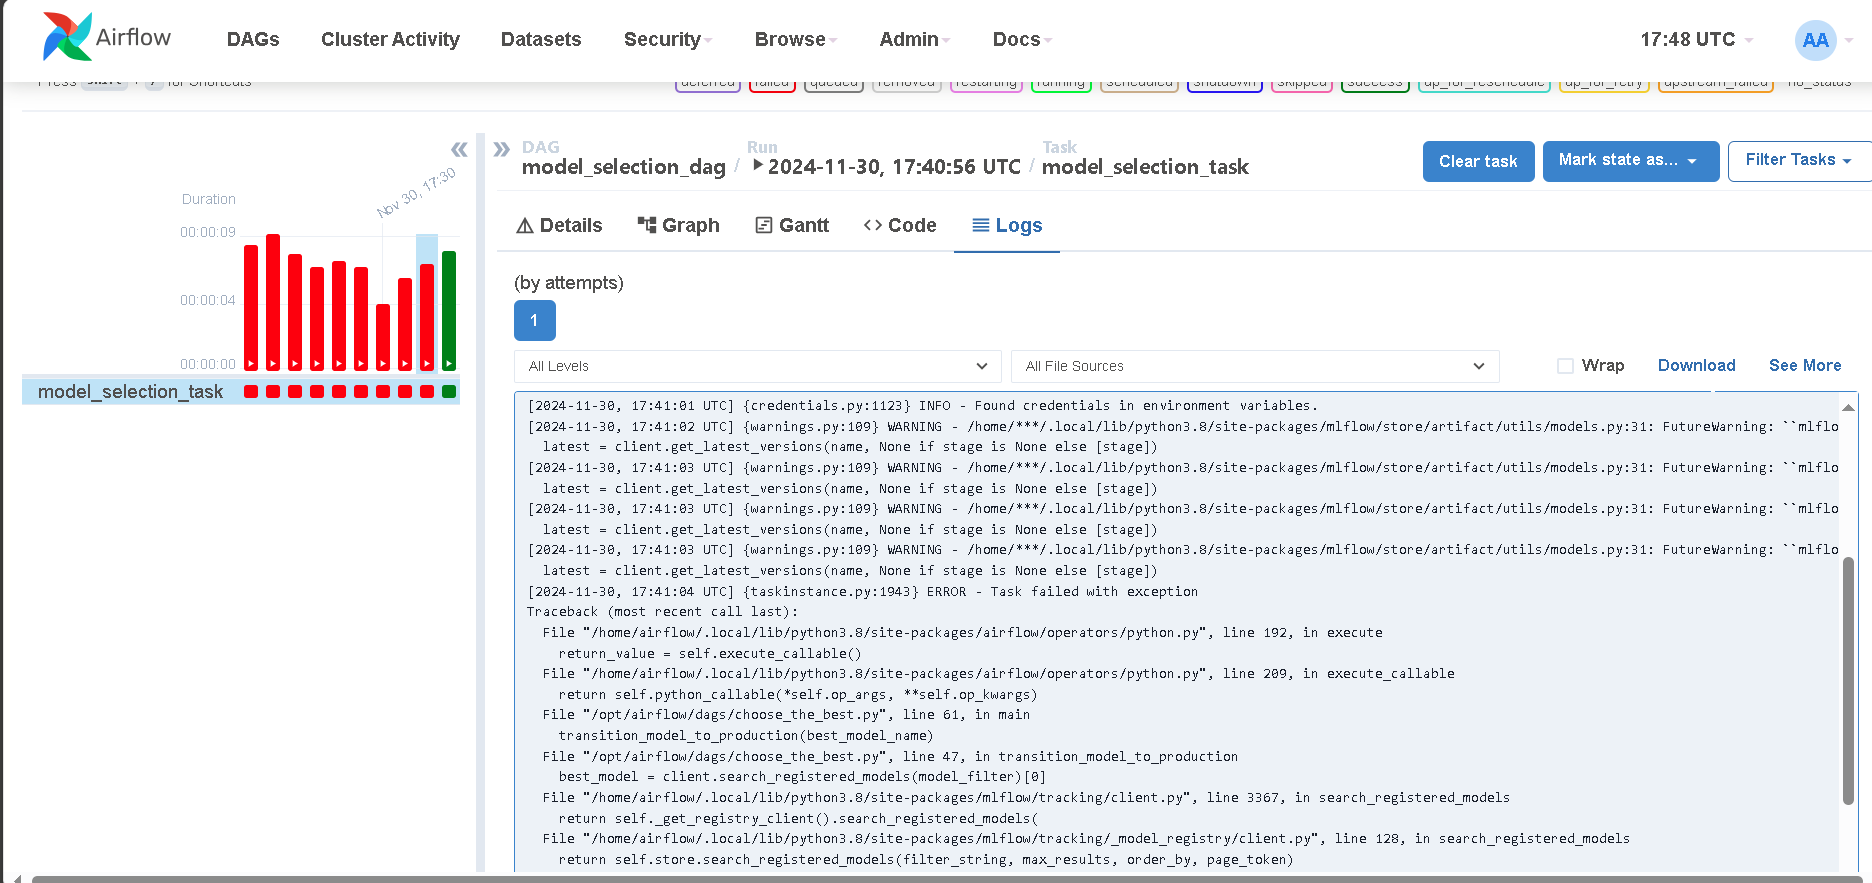 Airflow
DAGs
Cluster Activity
Datasets
Security
Browse
Admin
Docs
17:48 UTC
AA
Press shift + / for Shortcuts
deferred
failed
queued
removed
restarting
running
scheduled
shutdown
skipped
success
up_for_reschedule
up_for_retry
upstream_failed
no_status
Duration
Nov 30, 17:30
00:00:09
00:00:04
00:00:00
model_selection_task
DAG
model_selection_dag
/
Run
2024-11-30, 17:40:56 UTC
/
Task
model_selection_task
Clear task
Mark state as...
Filter Tasks
Details
Graph
Gantt
Code
Logs
(by attempts)
1
All Levels
All File Sources
Wrap
Download
See More
[2024-11-30, 17:41:01 UTC] {credentials.py:1123} INFO - Found credentials in environment variables.
[2024-11-30, 17:41:02 UTC] {warnings.py:109} WARNING - /home/***/.local/lib/python3.8/site-packages/mlflow/store/artifact/utils/models.py:31: FutureWarning: ``mlflo
latest = client.get_latest_versions(name, None if stage is None else [stage])
[2024-11-30, 17:41:03 UTC] {warnings.py:109} WARNING - /home/***/.local/lib/python3.8/site-packages/mlflow/store/artifact/utils/models.py:31: FutureWarning: ``mlflo
latest = client.get_latest_versions(name, None if stage is None else [stage])
[2024-11-30, 17:41:03 UTC] {warnings.py:109} WARNING - /home/***/.local/lib/python3.8/site-packages/mlflow/store/artifact/utils/models.py:31: FutureWarning: ``mlflo
latest = client.get_latest_versions(name, None if stage is None else [stage])
[2024-11-30, 17:41:03 UTC] {warnings.py:109} WARNING - /home/***/.local/lib/python3.8/site-packages/mlflow/store/artifact/utils/models.py:31: FutureWarning: ``mlflo
latest = client.get_latest_versions(name, None if stage is None else [stage])
[2024-11-30, 17:41:04 UTC] {taskinstance.py:1943} ERROR - Task failed with exception
Traceback (most recent call last):
File "/home/airflow/.local/lib/python3.8/site-packages/airflow/operators/python.py", line 192, in execute
return_value = self.execute_callable()
File "/home/airflow/.local/lib/python3.8/site-packages/airflow/operators/python.py", line 209, in execute_callable
return self.python_callable(*self.op_args, **self.op_kwargs)
File "/opt/airflow/dags/choose_the_best.py", line 61, in main
transition_model_to_production(best_model_name)
File "/opt/airflow/dags/choose_the_best.py", line 47, in transition_model_to_production
best_model = client.search_registered_models(model_filter)[0]
File "/home/airflow/.local/lib/python3.8/site-packages/mlflow/tracking/client.py", line 3367, in search_registered_models
return self._get_registry_client().search_registered_models(
File "/home/airflow/.local/lib/python3.8/site-packages/mlflow/tracking/_model_registry/client.py", line 128, in search_registered_models
return self.store.search_registered_models(filter_string, max_results, order_by, page_token)